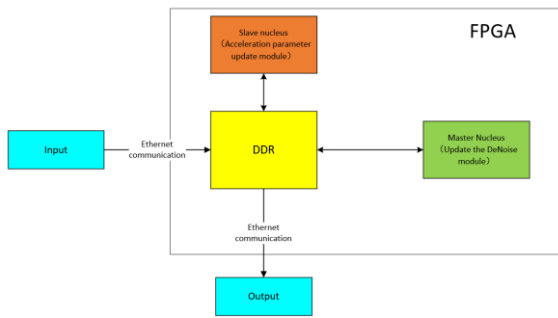 FPGA
Slave nucleus
（Acceleration parameter
update module）
Input
Ethernet
communication
DDR
Master Nucleus
（Update the DeNoise
module）
Ethernet
communication
Output